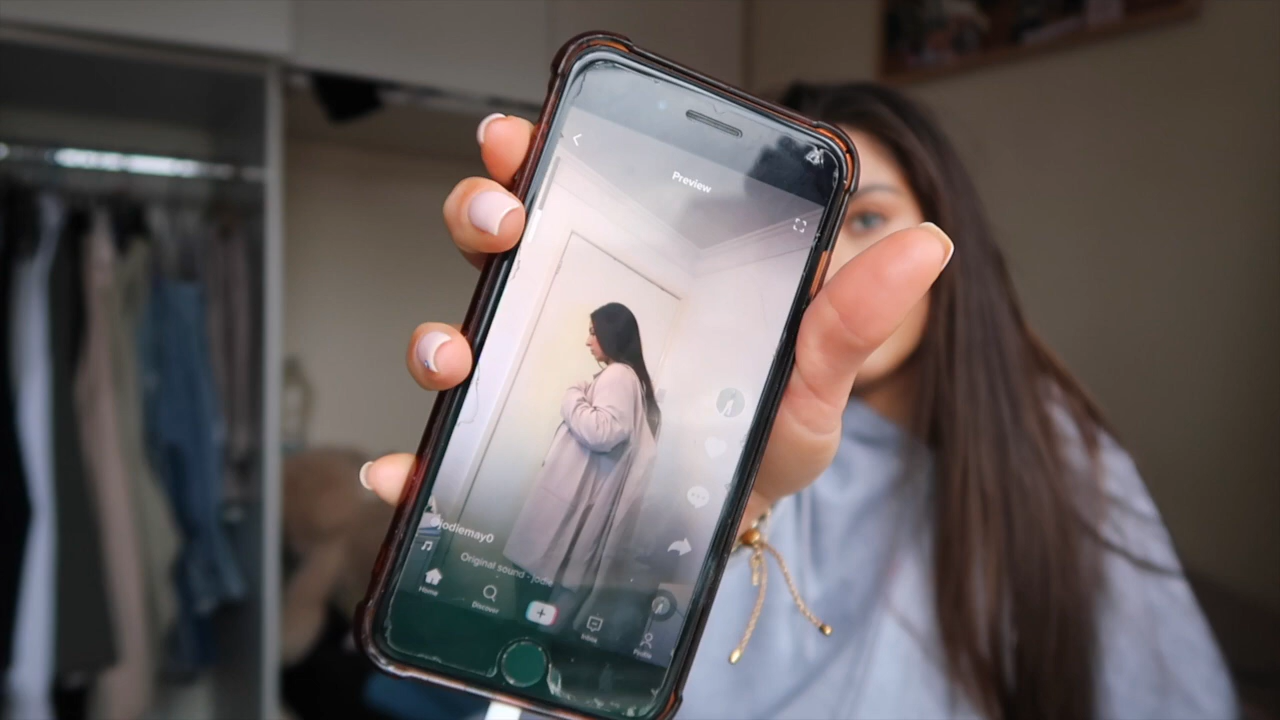 Preview
@jodiemay0
Original sound - jodie
Home
Discover
Inbox
Profile